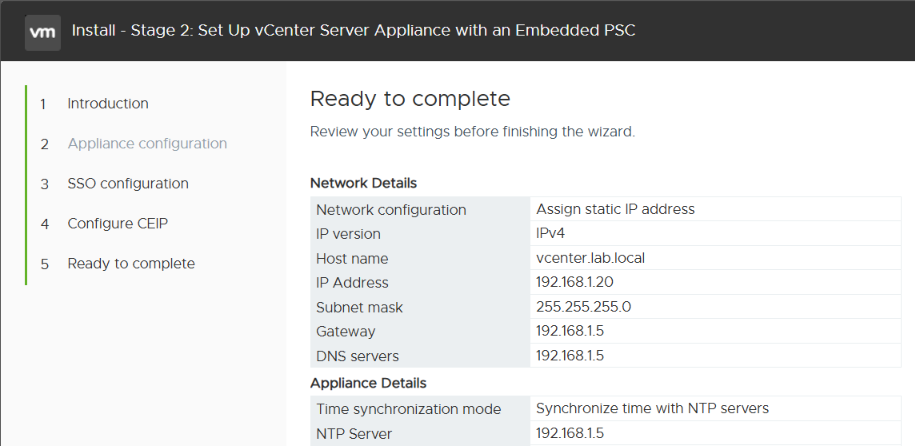 vm Install - Stage 2: Set Up vCenter Server Appliance with an Embedded PSC
1 Introduction
2 Appliance configuration
3 SSO configuration
4 Configure CEIP
5 Ready to complete
Ready to complete
Review your settings before finishing the wizard.
Network Details
Network configuration Assign static IP address
IP version IPv4
Host name vcenter.lab.local
IP Address 192.168.1.20
Subnet mask 255.255.255.0
Gateway 192.168.1.5
DNS servers 192.168.1.5
Appliance Details
Time synchronization mode Synchronize time with NTP servers
NTP Server 192.168.1.5